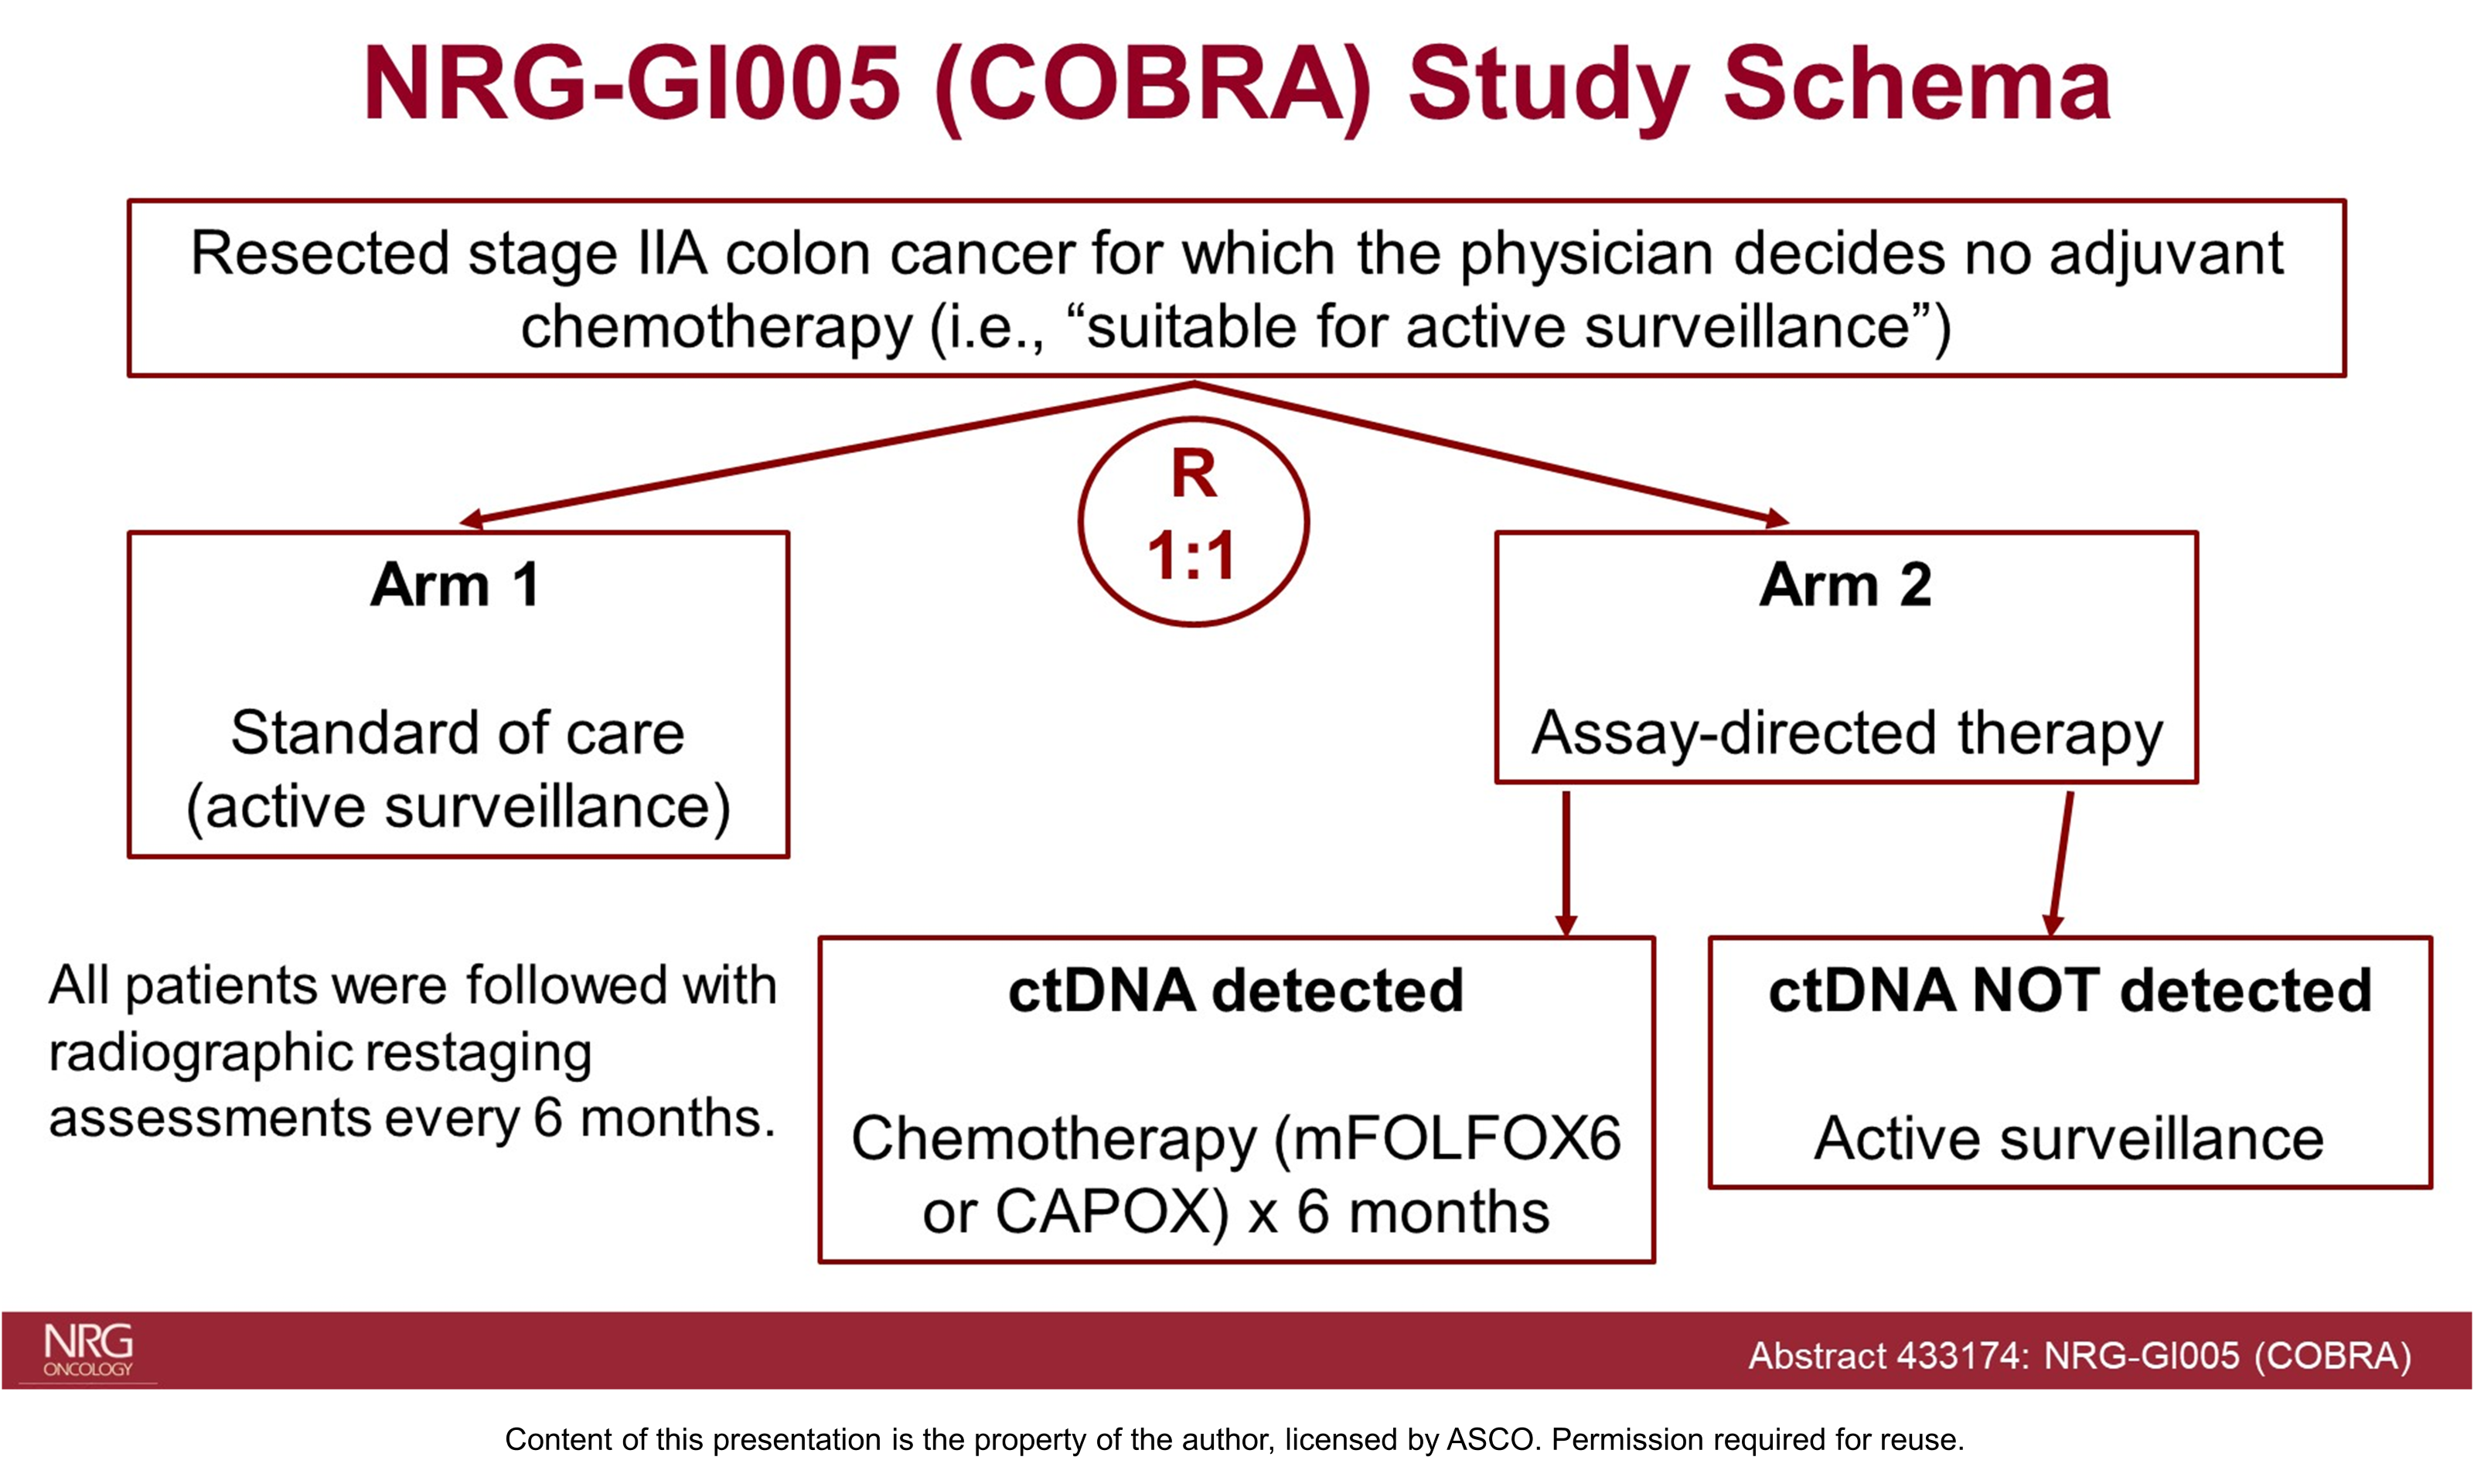 NRG-GI005 (COBRA) Study Schema
Resected stage IIA colon cancer for which the physician decides no adjuvant
chemotherapy (i.e., “suitable for active surveillance”)
R
1:1
Arm 1
Standard of care
(active surveillance)
Arm 2
Assay-directed therapy
All patients were followed with
radiographic restaging
assessments every 6 months.
ctDNA detected
Chemotherapy (mFOLFOX6
or CAPOX) x 6 months
ctDNA NOT detected
Active surveillance
NRG
ONCOLOGY
Abstract 433174: NRG-GI005 (COBRA)
Content of this presentation is the property of the author, licensed by ASCO. Permission required for reuse.